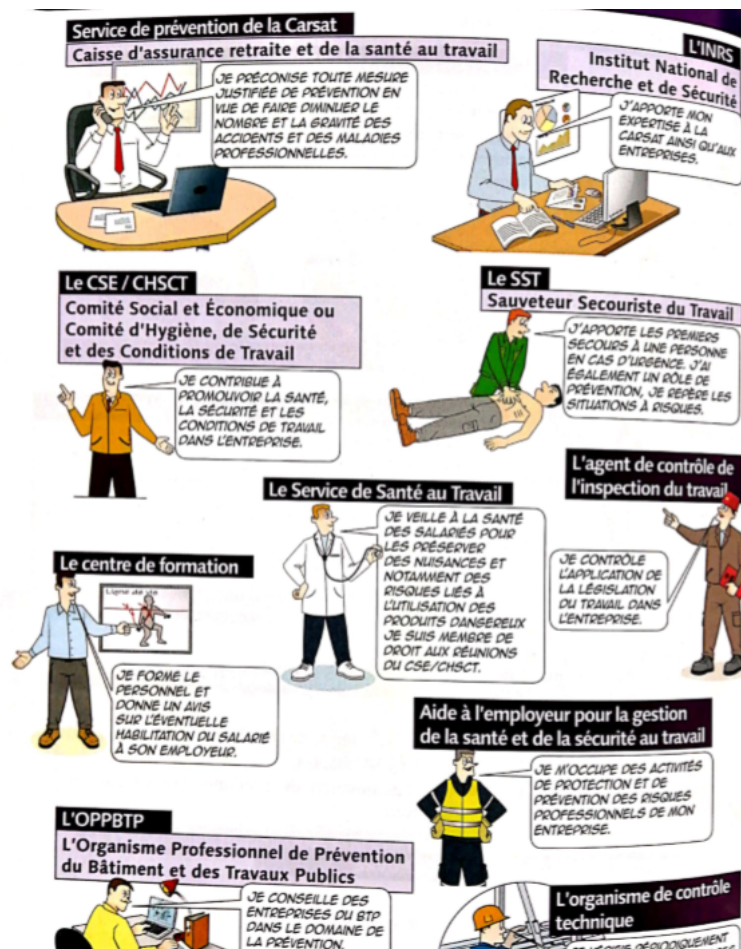 Service de prévention de la Carsat
Caisse d'assurance retraite et de la santé au travail
JE PRÉCONISE TOUTE MESURE
JUSTIFIÉE DE PRÉVENTION EN
VUE DE FAIRE DIMINUER LE
NOMBRE ET LA GRAVITÉ DES
ACCIDENTS ET DES MALADIES
PROFESSIONNELLES.
L'INRS
Institut National de
Recherche et de Sécurité
J'APPORTE MON
EXPERTISE À LA
CARSAT AINSI QU'AUX
ENTREPRISES.
Le CSE / CHSCT
Comité Social et Économique ou
Comité d'Hygiène, de Sécurité
et des Conditions de Travail
JE CONTRIBUE À
PROMOUVOIR LA SANTÉ,
LA SÉCURITÉ ET LES
CONDITIONS DE TRAVAIL
DANS L'ENTREPRISE.
Le SST
Sauveteur Secouriste du Travail
J'APPORTE LES PREMIERS
SECOURS À UNE PERSONNE
EN CAS D'URGENCE. J'AI
ÉGALEMENT UN RÔLE DE
PRÉVENTION, JE REPÈRE LES
SITUATIONS À RISQUES.
Le Service de Santé au Travail
JE VEILLE À LA SANTÉ
DES SALARIÉS POUR
LES PRÉSERVER
DES NUISANCES ET
NOTAMMENT DES
RISQUES LIÉS À
L'UTILISATION DES
PRODUITS DANGEREUX
JE SUIS MEMBRE DE
DROIT AUX RÉUNIONS
DU CSE/CHSCT.
L'agent de contrôle de
l'inspection du travail
JE CONTRÔLE
L'APPLICATION DE
LA LÉGISLATION
DU TRAVAIL DANS
L'ENTREPRISE.
Le centre de formation
Ligne de vie
JE FORME LE
PERSONNEL ET
DONNE UN AVIS
SUR L'ÉVENTUELLE
HABILITATION DU SALARIÉ
À SON EMPLOYEUR.
Aide à l'employeur pour la gestion
de la santé et de la sécurité au travail
JE M'OCCUPE DES ACTIVITÉS
DE PROTECTION ET DE
PRÉVENTION DES RISQUES
PROFESSIONNELS DE MON
ENTREPRISE.
L'OPPBTP
L'Organisme Professionnel de Prévention
du Bâtiment et des Travaux Publics
JE CONSEILLE DES
ENTREPRISES DU BTP
DANS LE DOMAINE DE
LA PRÉVENTION.
L'organisme de contrôle
technique
PÉRIODIQUEMENT